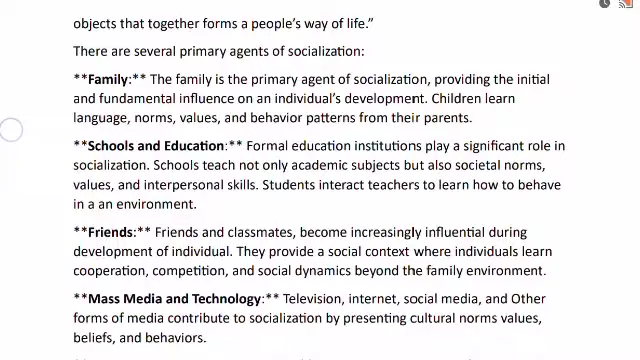 objects that together forms a people’s way of life.”
There are several primary agents of socialization:
**Family:** The family is the primary agent of socialization, providing the initial
and fundamental influence on an individual’s development. Children learn
language, norms, values, and behavior patterns from their parents.
**Schools and Education:** Formal education institutions play a significant role in
socialization. Schools teach not only academic subjects but also societal norms,
values, and interpersonal skills. Students interact teachers to learn how to behave
in a an environment.
**Friends:** Friends and classmates, become increasingly influential during
development of individual. They provide a social context where individuals learn
cooperation, competition, and social dynamics beyond the family environment.
**Mass Media and Technology:** Television, internet, social media, and Other
forms of media contribute to socialization by presenting cultural norms values,
beliefs, and behaviors.